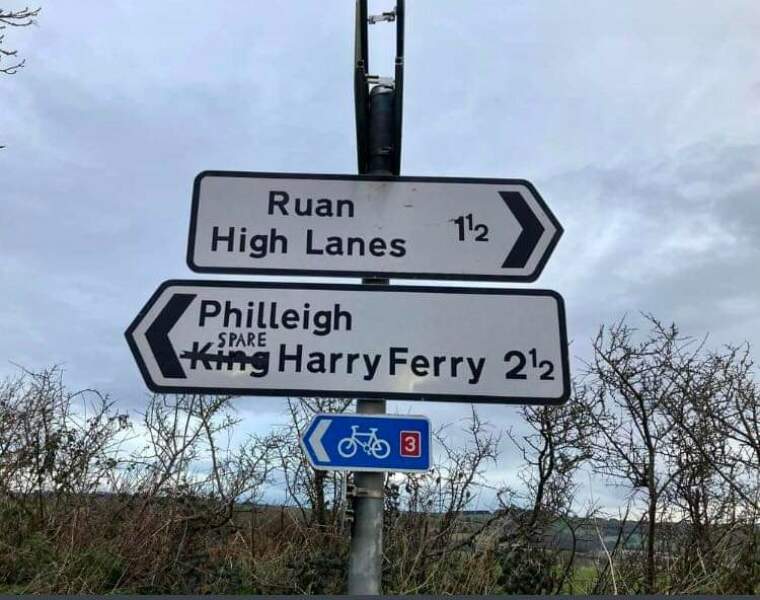 Ruan
High Lanes 1½
Philleigh
SPARE
King Harry Ferry 2½
3